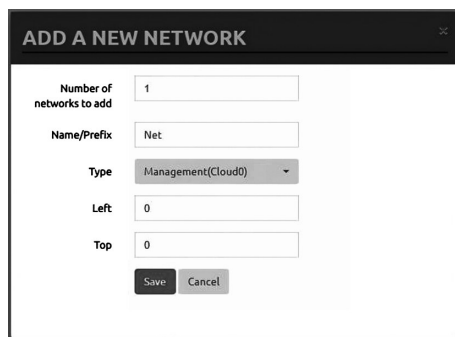 ADD A NEW NETWORK
Number of
networks to add
1
Name/Prefix
Net
Type
Management(Cloud0)
Left
0
Top
0
Save
Cancel